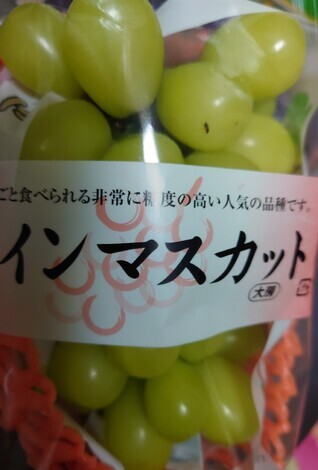 ごと食べられる非常に糖度の高い人気の品種です。
インマスカット
大房